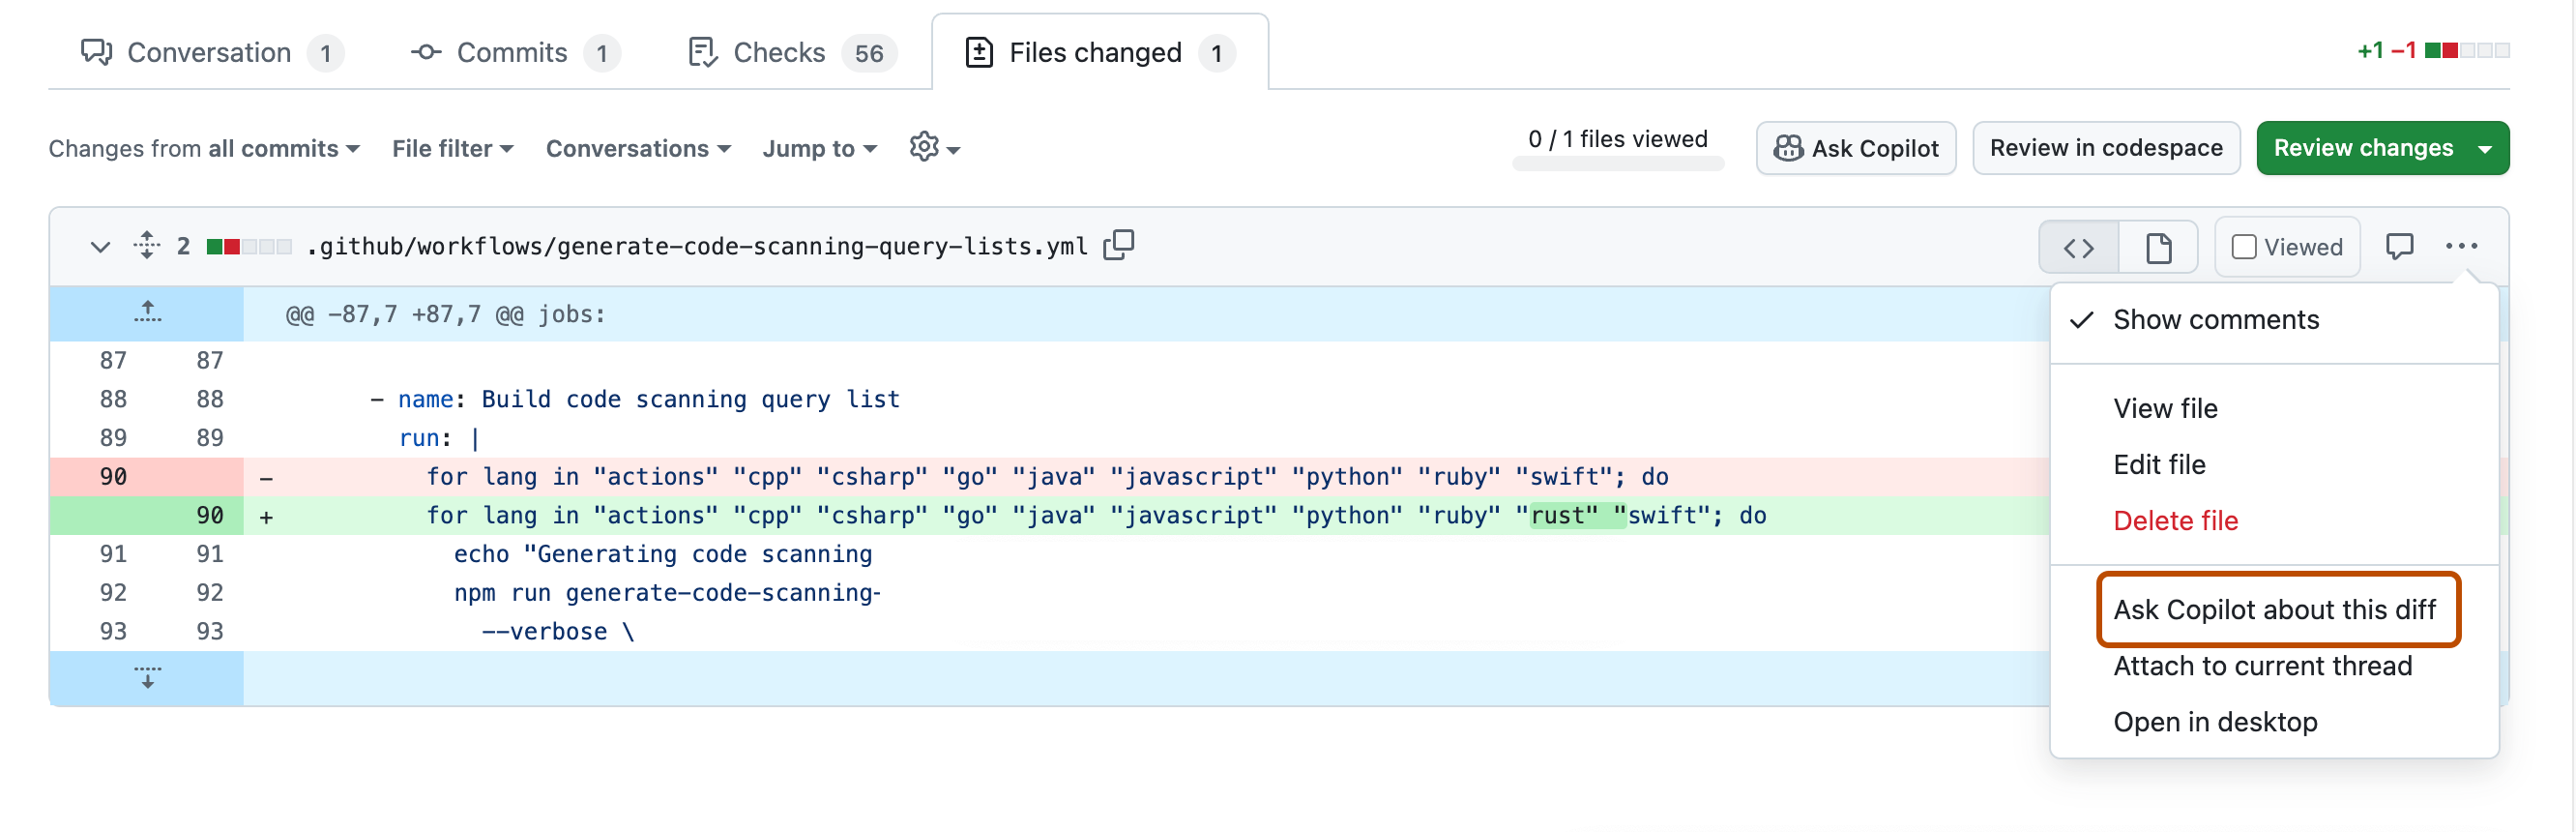 Conversation 1 Commits 1 Checks 56 Files changed 1 +1 −1
Changes from all commits File filter Conversations Jump to 0 / 1 files viewed Ask Copilot Review in codespace Review changes
2 .github/workflows/generate-code-scanning-query-lists.yml Viewed
@@ −87,7 +87,7 @@ jobs:
87 87
88 88 - name: Build code scanning query list
89 89 run: |
90 - for lang in "actions" "cpp" "csharp" "go" "java" "javascript" "python" "ruby" "swift"; do
90 + for lang in "actions" "cpp" "csharp" "go" "java" "javascript" "python" "ruby" "rust" "swift"; do
91 91 echo "Generating code scanning
92 92 npm run generate-code-scanning-
93 93 --verbose \
Show comments
View file
Edit file
Delete file
Ask Copilot about this diff
Attach to current thread
Open in desktop